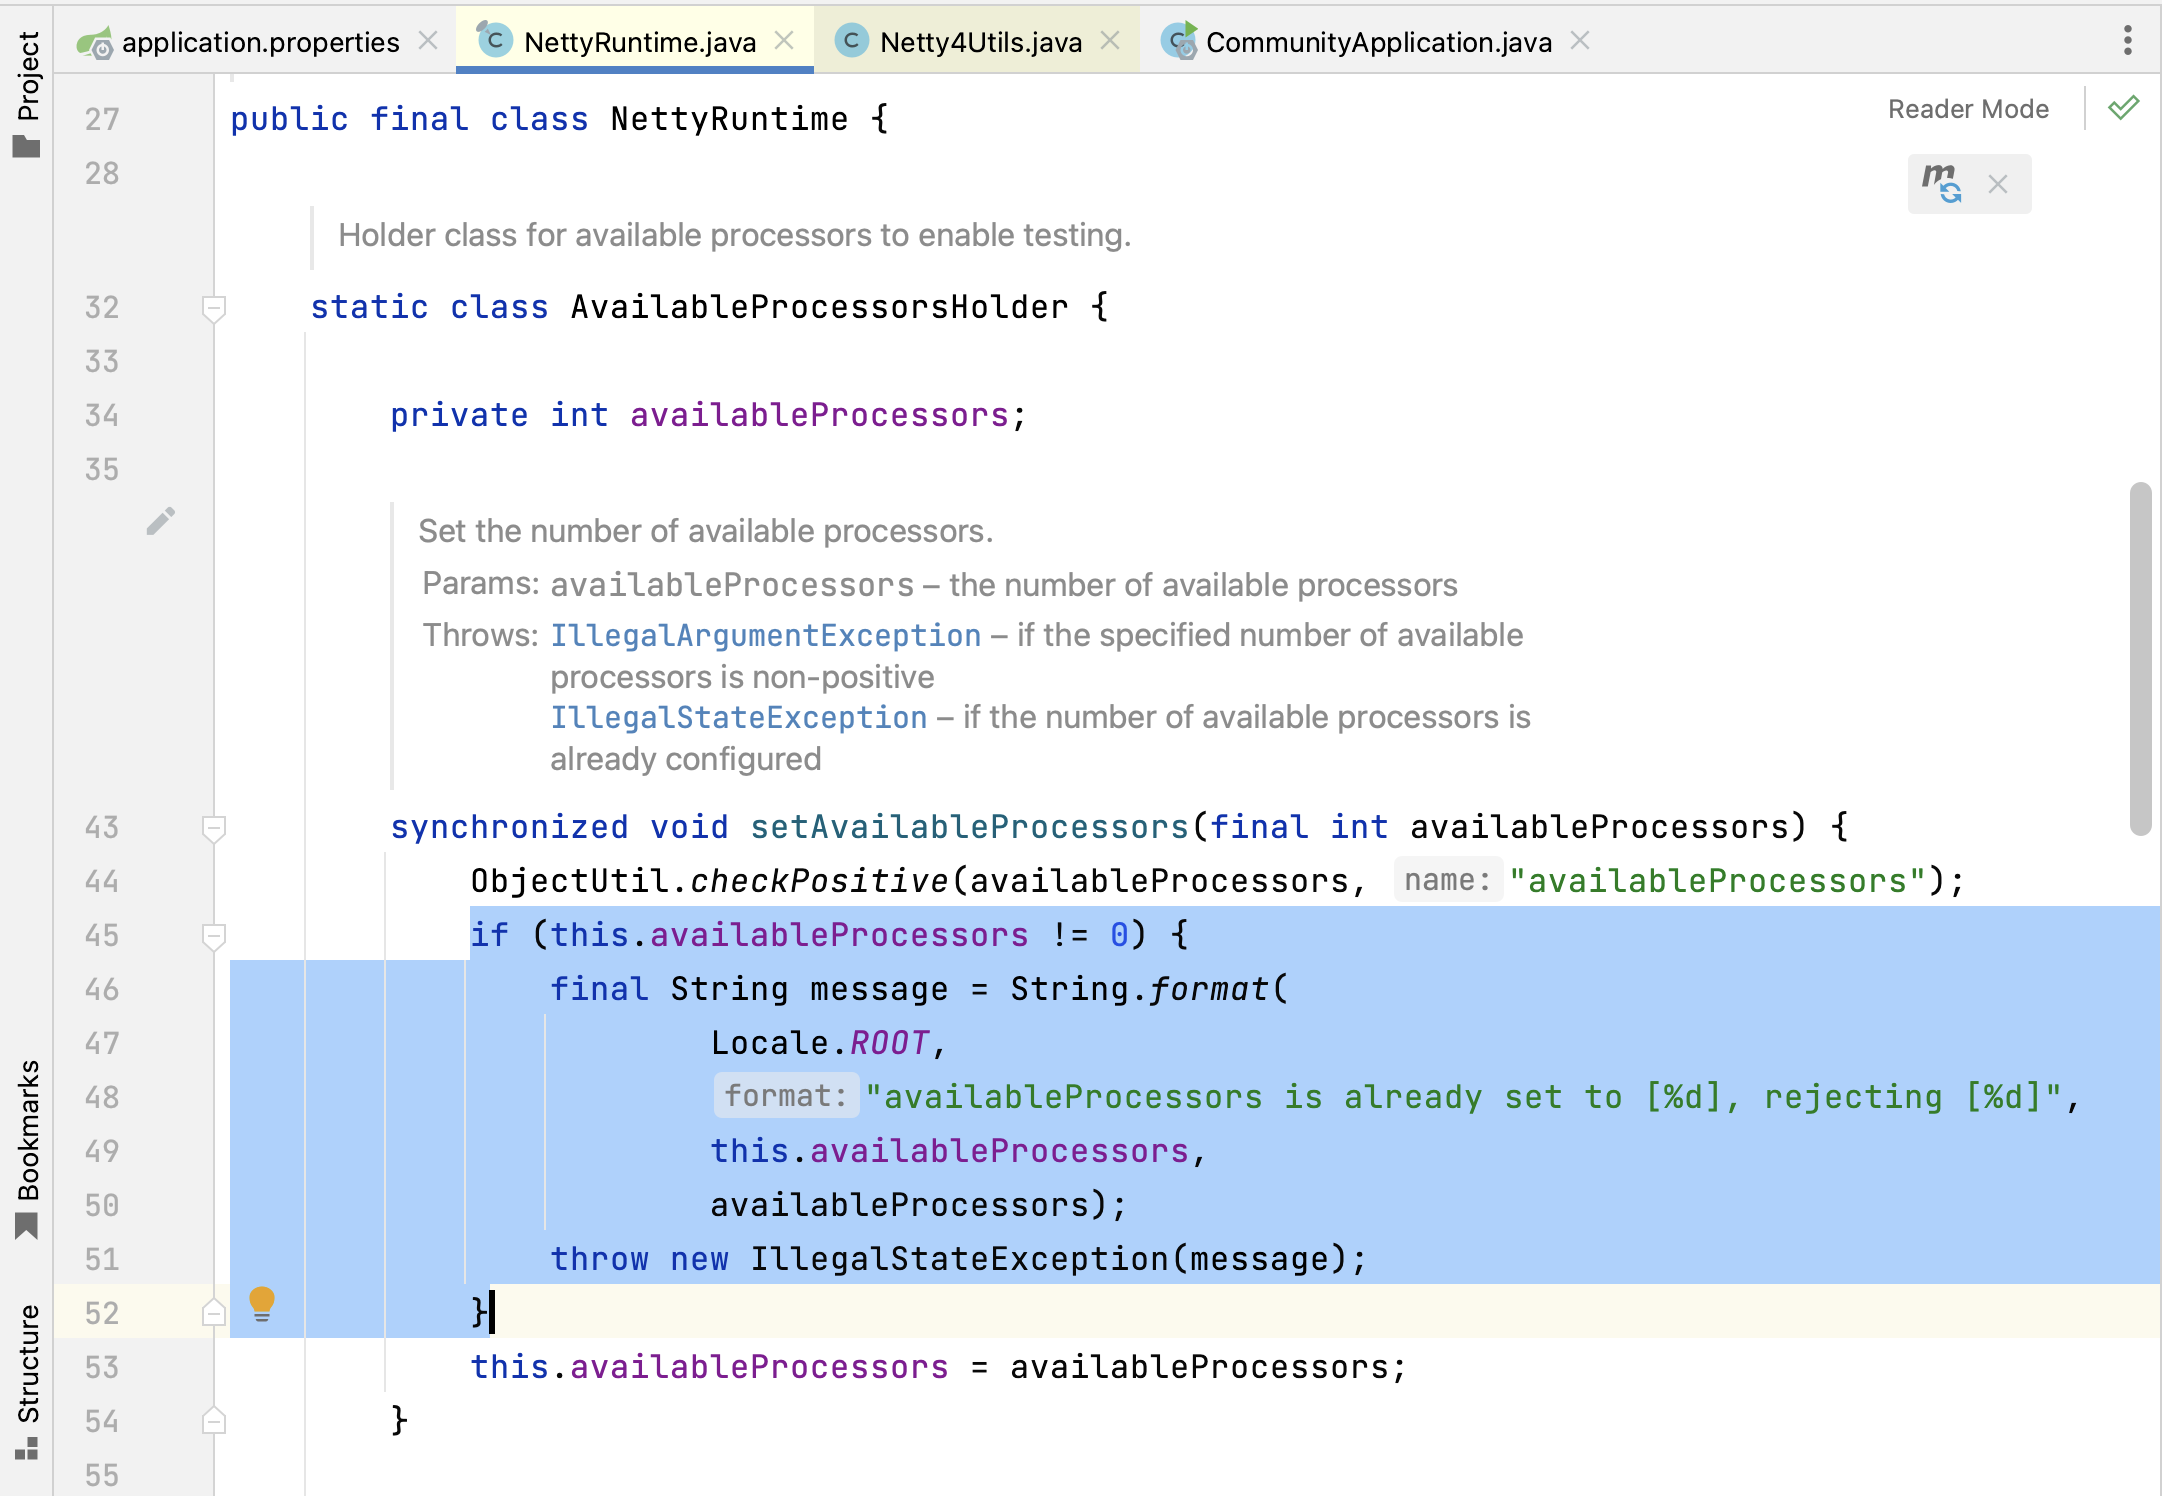 Project
application.properties
NettyRuntime.java
Netty4Utils.java
CommunityApplication.java
Reader Mode
27 public final class NettyRuntime {
28
Holder class for available processors to enable testing.
32 static class AvailableProcessorsHolder {
33
34 private int availableProcessors;
35
Set the number of available processors.
Params: availableProcessors – the number of available processors
Throws: IllegalArgumentException – if the specified number of available
processors is non-positive
IllegalStateException – if the number of available processors is
already configured
43 synchronized void setAvailableProcessors(final int availableProcessors) {
44 ObjectUtil.checkPositive(availableProcessors, name: "availableProcessors");
45 if (this.availableProcessors != 0) {
46 final String message = String.format(
47 Locale.ROOT,
48 format: "availableProcessors is already set to [%d], rejecting [%d]",
49 this.availableProcessors,
50 availableProcessors);
51 throw new IllegalStateException(message);
52 }
53 this.availableProcessors = availableProcessors;
54 }
55
Bookmarks
Structure